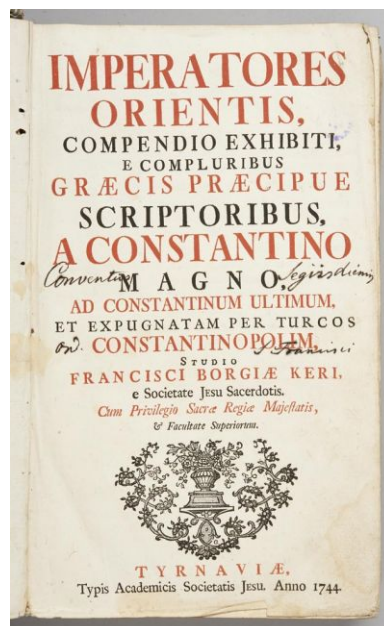 IMPERATORES
ORIENTIS,
COMPENDIO EXHIBITI,
E COMPLURIBUS
GRÆCIS PRÆCIPUE
SCRIPTORIBUS,
A CONSTANTINO
Conventus MAGNO,
AD CONSTANTINUM ULTIMUM,
ET EXPUGNATAM PER TURCOS
Ord. CONSTANTINOPOLIM, S. Francisci
STUDIO
FRANCISCI BORGIÆ KERI,
e Societate JESU Sacerdotis.
Cum Privilegio Sacræ Regiæ Majestatis,
& Facultate Superiorum.
TYRNAVIÆ,
Typis Academicis Societatis JESU. Anno 1744.